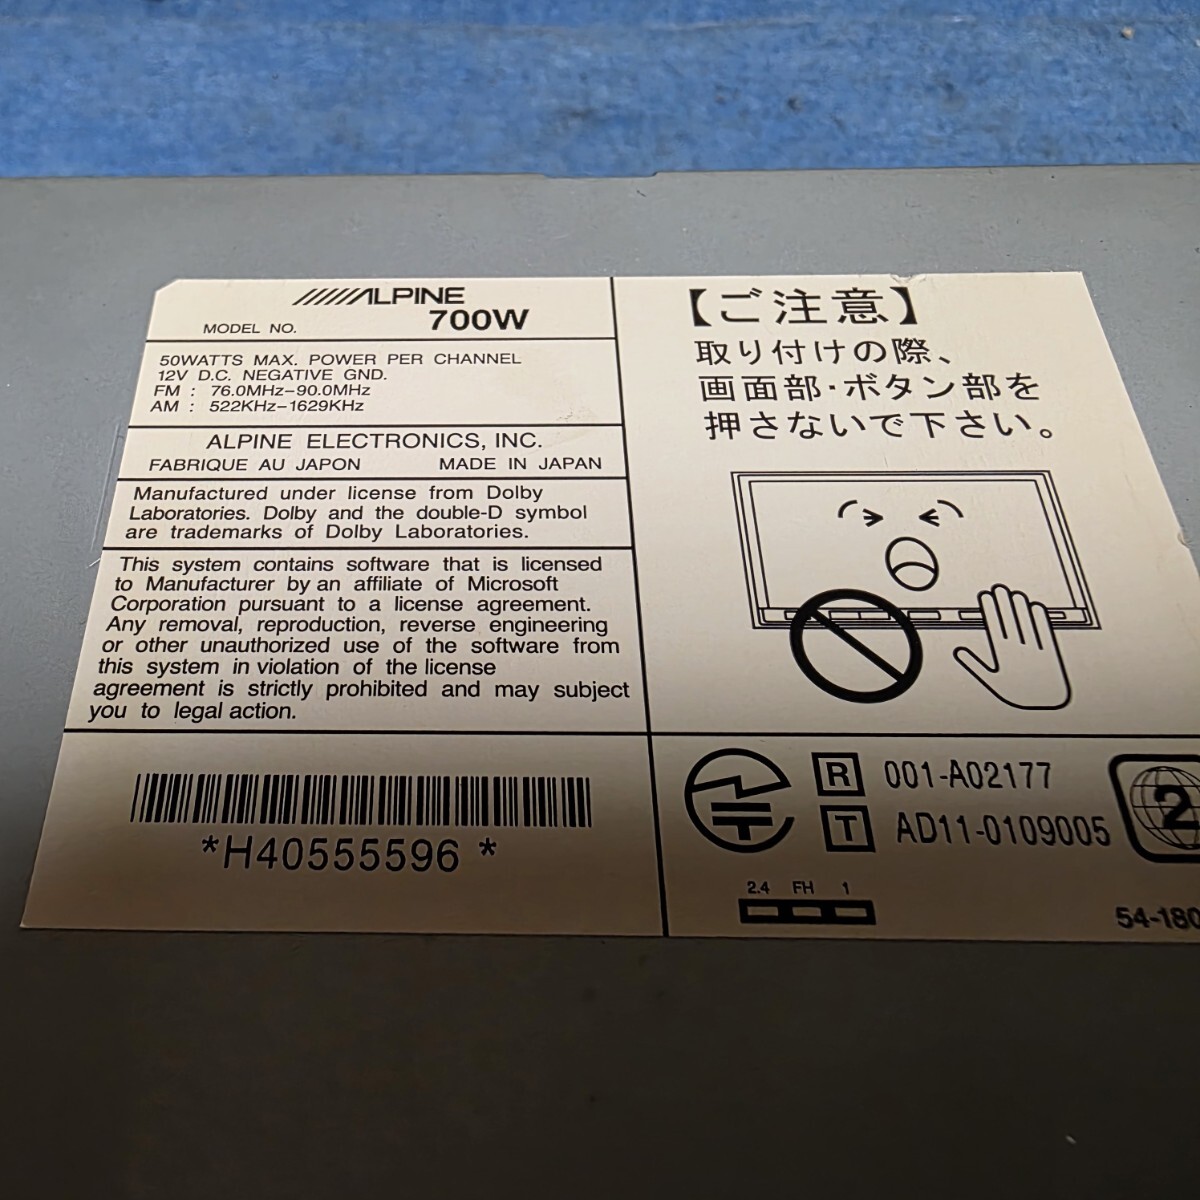 ALPINE
MODEL NO. 700W
50WATTS MAX. POWER PER CHANNEL
12V D.C. NEGATIVE GND.
FM : 76.0MHz-90.0MHz
AM : 522KHz-1629KHz
ALPINE ELECTRONICS, INC.
FABRIQUE AU JAPON MADE IN JAPAN
Manufactured under license from Dolby
Laboratories. Dolby and the double-D symbol
are trademarks of Dolby Laboratories.
This system contains software that is licensed
to Manufacturer by an affiliate of Microsoft
Corporation pursuant to a license agreement.
Any removal, reproduction, reverse engineering
or other unauthorized use of the software from
this system in violation of the license
agreement is strictly prohibited and may subject
you to legal action.
*H40555596 *
【ご注意】
取り付けの際、
画面部・ボタン部を
押さないで下さい。
R 001-A02177
T AD11-0109005
2
2.4 FH 1
54-180